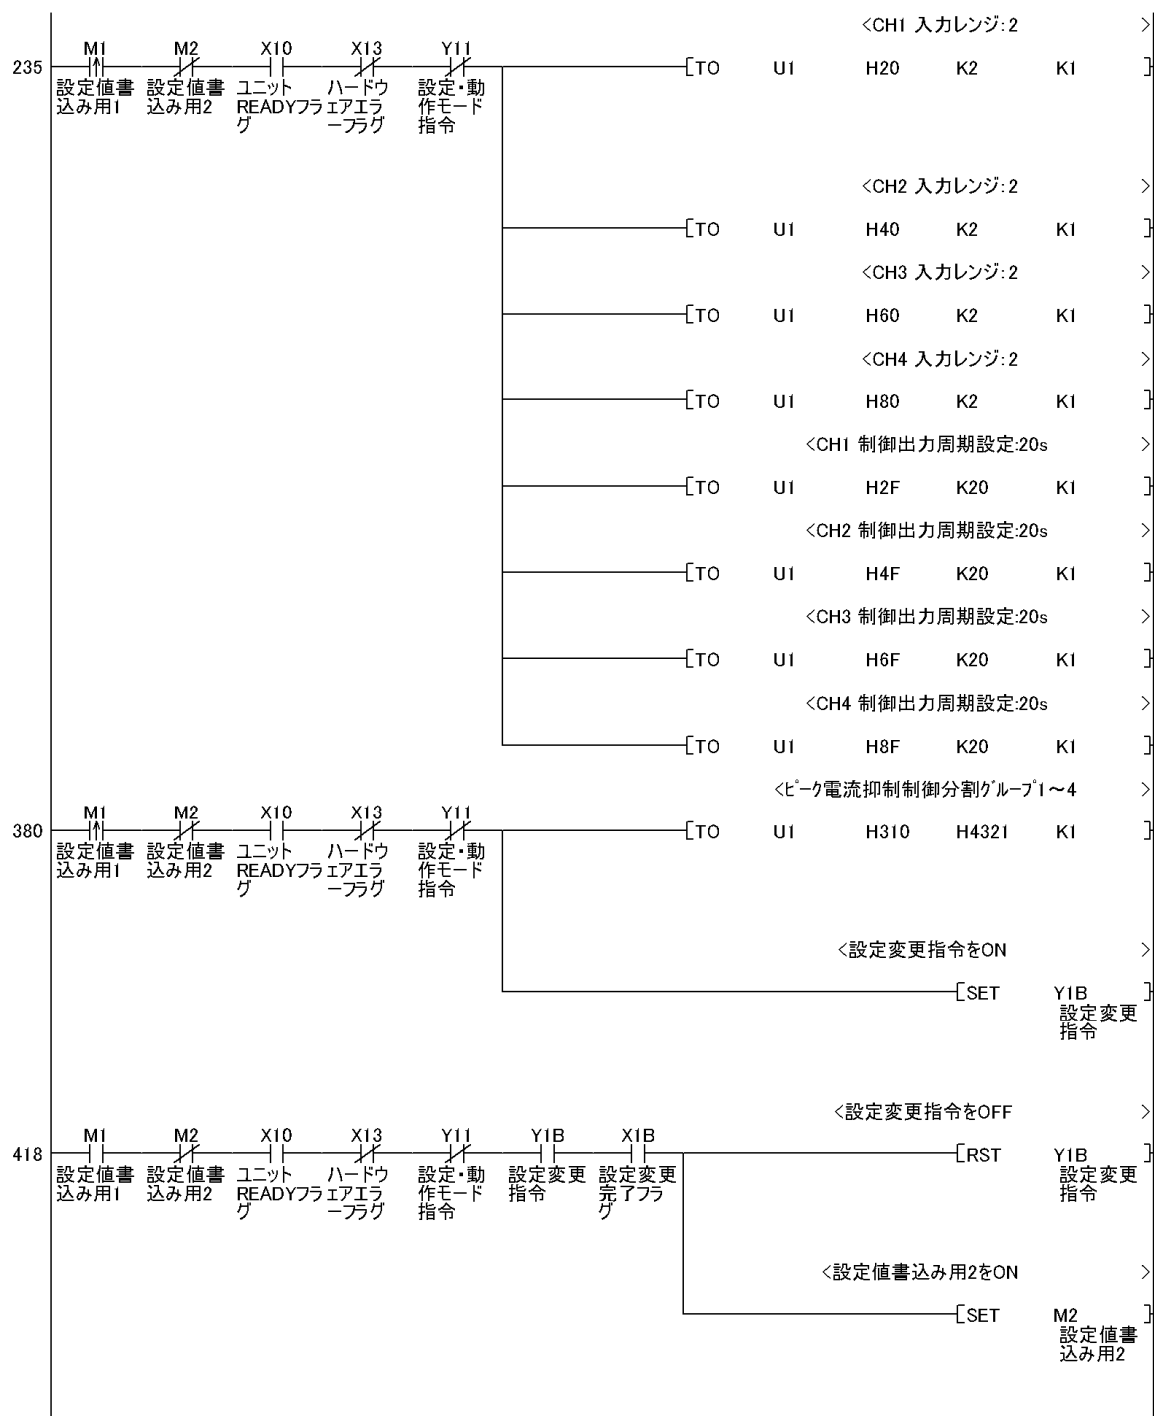 <CH1 入力レンジ:2 >
M1 M2 X10 X13 Y11
235 [TO U1 H20 K2 K1 ]
設定値書 設定値書 ユニット ハードウ 設定・動
込み用1 込み用2 READYフラ ェアエラ 作モード
グ ーフラグ 指令
<CH2 入力レンジ:2 >
[TO U1 H40 K2 K1 ]
<CH3 入力レンジ:2 >
[TO U1 H60 K2 K1 ]
<CH4 入力レンジ:2 >
[TO U1 H80 K2 K1 ]
<CH1 制御出力周期設定:20s >
[TO U1 H2F K20 K1 ]
<CH2 制御出力周期設定:20s >
[TO U1 H4F K20 K1 ]
<CH3 制御出力周期設定:20s >
[TO U1 H6F K20 K1 ]
<CH4 制御出力周期設定:20s >
[TO U1 H8F K20 K1 ]
<ピーク電流抑制制御分割グループ1～4 >
M1 M2 X10 X13 Y11
380 [TO U1 H310 H4321 K1 ]
設定値書 設定値書 ユニット ハードウ 設定・動
込み用1 込み用2 READYフラ ェアエラ 作モード
グ ーフラグ 指令
<設定変更指令をON >
[SET Y1B ]
設定変更
指令
<設定変更指令をOFF >
M1 M2 X10 X13 Y11 Y1B X1B
418 [RST Y1B ]
設定値書 設定値書 ユニット ハードウ 設定・動 設定変更 設定変更 設定変更
込み用1 込み用2 READYフラ ェアエラ 作モード 指令 完了フラ 指令
グ ーフラグ 指令 グ
<設定値書込み用2をON >
[SET M2 ]
設定値書
込み用2